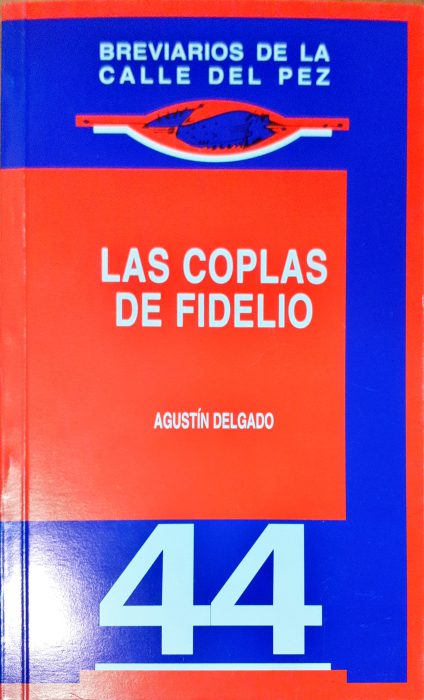 BREVIARIOS DE LA
CALLE DEL PEZ
LAS COPLAS
DE FIDELIO
AGUSTÍN DELGADO
44